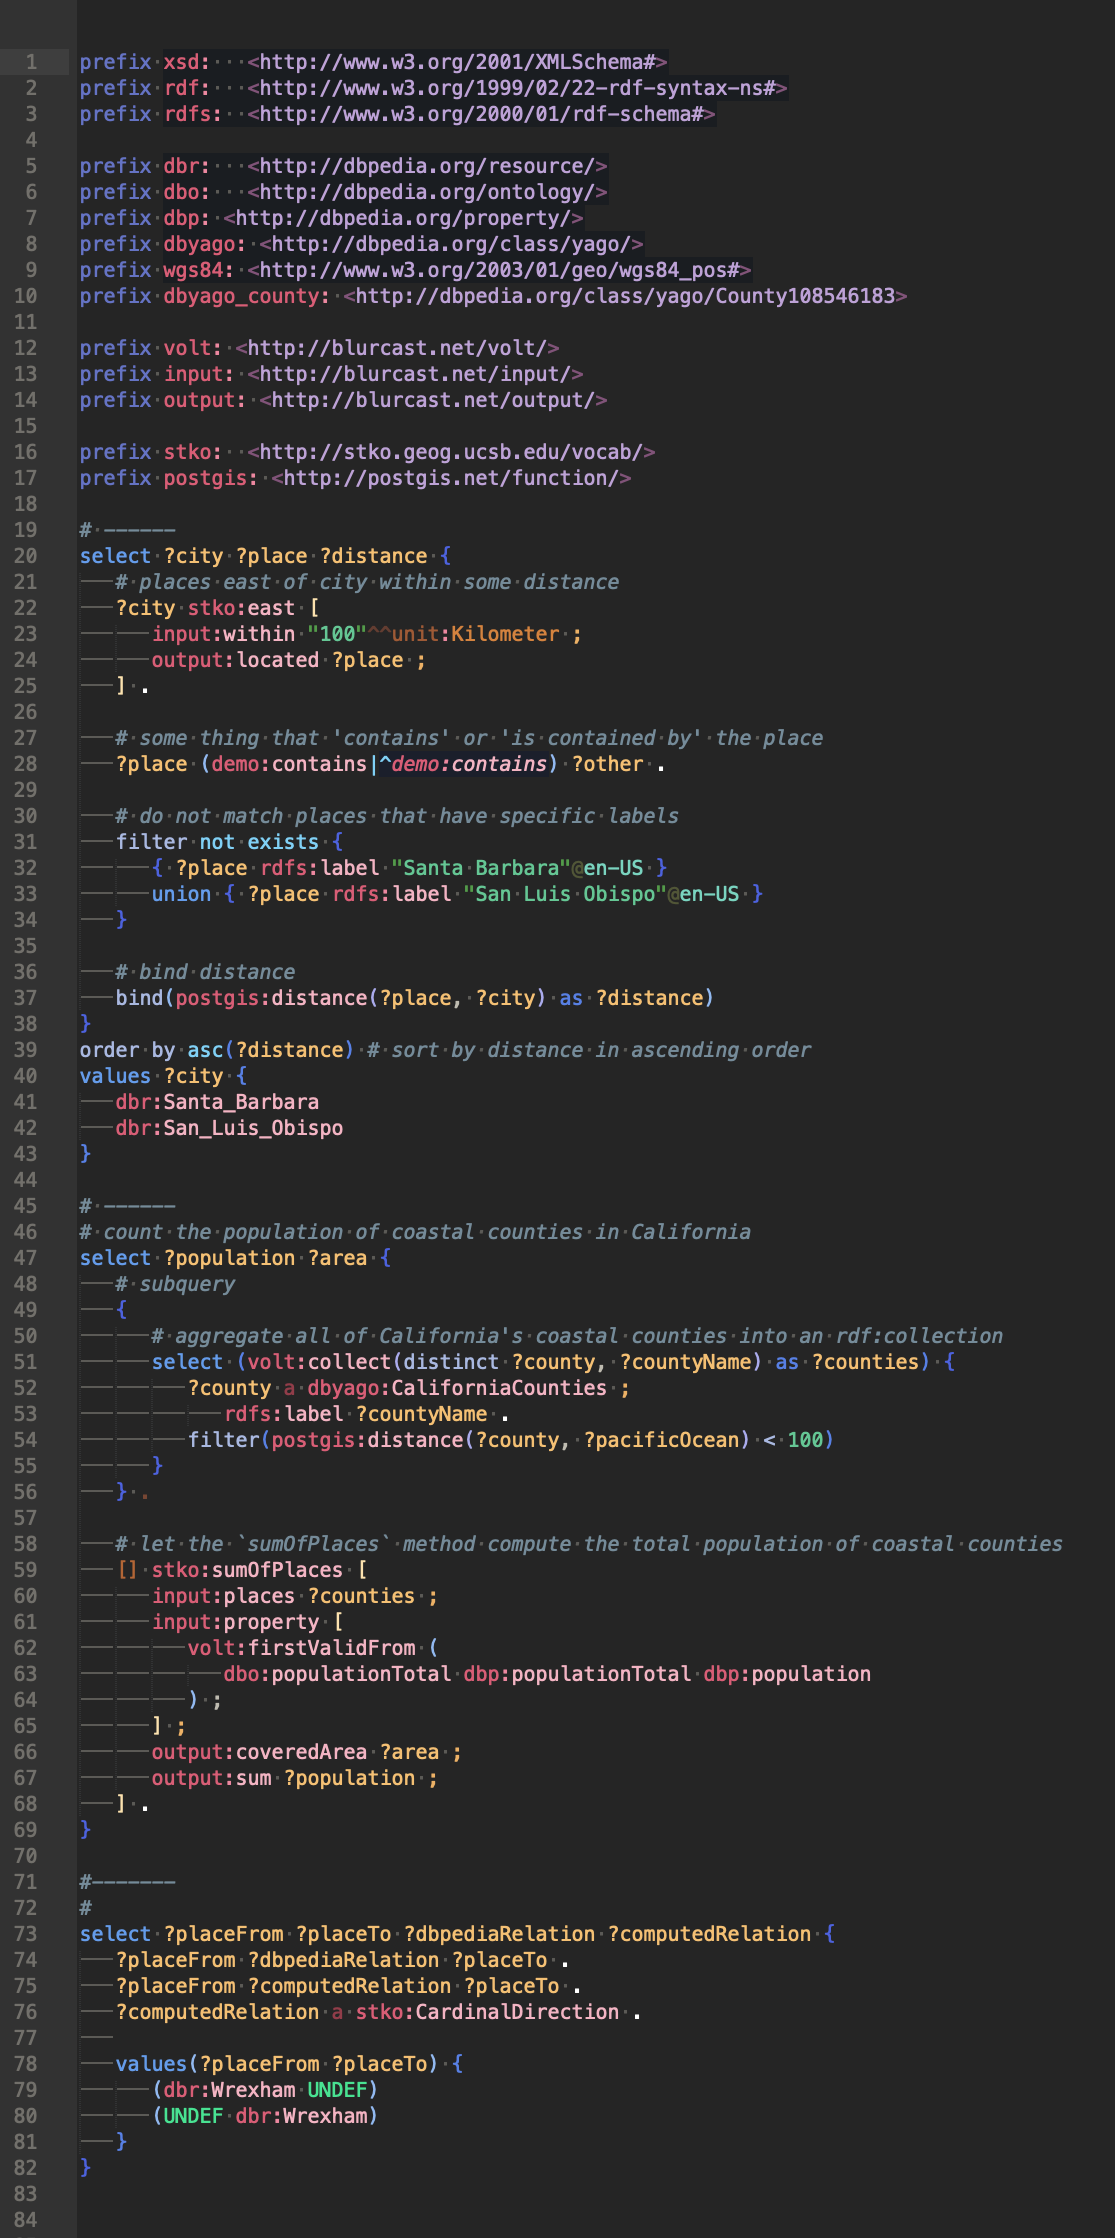 1 prefix xsd: <http://www.w3.org/2001/XMLSchema#>
2 prefix rdf: <http://www.w3.org/1999/02/22-rdf-syntax-ns#>
3 prefix rdfs: <http://www.w3.org/2000/01/rdf-schema#>
4
5 prefix dbr: <http://dbpedia.org/resource/>
6 prefix dbo: <http://dbpedia.org/ontology/>
7 prefix dbp: <http://dbpedia.org/property/>
8 prefix dbyago: <http://dbpedia.org/class/yago/>
9 prefix wgs84: <http://www.w3.org/2003/01/geo/wgs84_pos#>
10 prefix dbyago_county: <http://dbpedia.org/class/yago/County108546183>
11
12 prefix volt: <http://blurcast.net/volt/>
13 prefix input: <http://blurcast.net/input/>
14 prefix output: <http://blurcast.net/output/>
15
16 prefix stko: <http://stko.geog.ucsb.edu/vocab/>
17 prefix postgis: <http://postgis.net/function/>
18
19 # ------
20 select ?city ?place ?distance {
21 # places east of city within some distance
22 ?city stko:east [
23 input:within "100"^^unit:Kilometer ;
24 output:located ?place ;
25 ] .
26
27 # some thing that 'contains' or 'is contained by' the place
28 ?place (demo:contains|^demo:contains) ?other .
29
30 # do not match places that have specific labels
31 filter not exists {
32 { ?place rdfs:label "Santa Barbara"@en-US }
33 union { ?place rdfs:label "San Luis Obispo"@en-US }
34 }
35
36 # bind distance
37 bind(postgis:distance(?place, ?city) as ?distance)
38 }
39 order by asc(?distance) # sort by distance in ascending order
40 values ?city {
41 dbr:Santa_Barbara
42 dbr:San_Luis_Obispo
43 }
44
45 # ------
46 # count the population of coastal counties in California
47 select ?population ?area {
48 # subquery
49 {
50 # aggregate all of California's coastal counties into an rdf:collection
51 select (volt:collect(distinct ?county, ?countyName) as ?counties) {
52 ?county a dbyago:CaliforniaCounties ;
53 rdfs:label ?countyName .
54 filter(postgis:distance(?county, ?pacificOcean) < 100)
55 }
56 } .
57
58 # let the `sumOfPlaces` method compute the total population of coastal counties
59 [] stko:sumOfPlaces [
60 input:places ?counties ;
61 input:property [
62 volt:firstValidFrom (
63 dbo:populationTotal dbp:populationTotal dbp:population
64 ) ;
65 ] ;
66 output:coveredArea ?area ;
67 output:sum ?population ;
68 ] .
69 }
70
71 #-------
72 #
73 select ?placeFrom ?placeTo ?dbpediaRelation ?computedRelation {
74 ?placeFrom ?dbpediaRelation ?placeTo .
75 ?placeFrom ?computedRelation ?placeTo .
76 ?computedRelation a stko:CardinalDirection .
77
78 values(?placeFrom ?placeTo) {
79 (dbr:Wrexham UNDEF)
80 (UNDEF dbr:Wrexham)
81 }
82 }
83
84